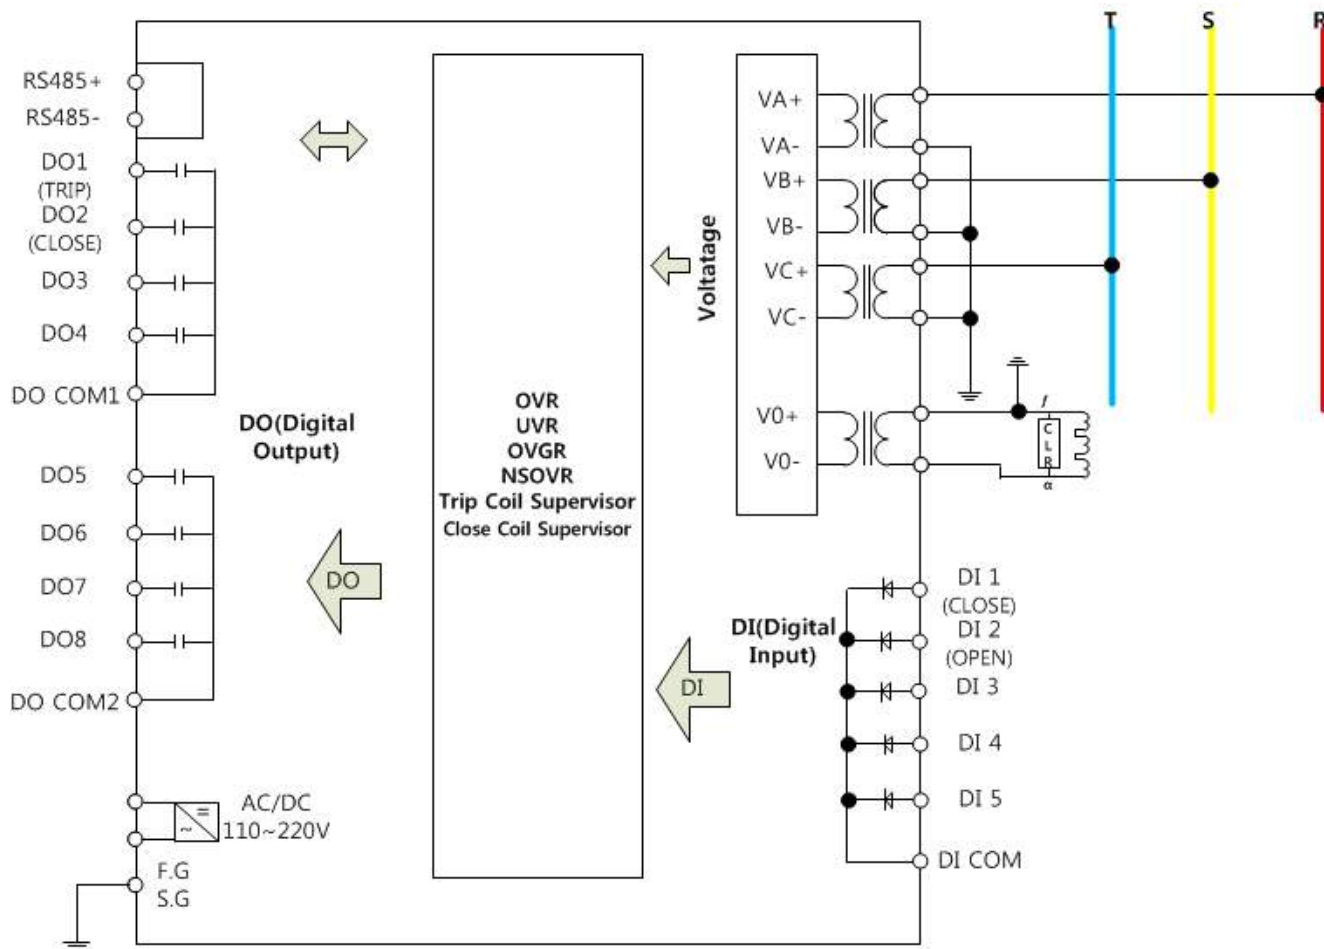 T S R
RS485+
RS485-
DO1
(TRIP)
DO2
(CLOSE)
DO3
DO4
DO COM1
DO(Digital
Output)
DO5
DO6
DO7
DO8
DO COM2
DO
AC/DC
110~220V
=
~
F.G
S.G
OVR
UVR
OVGR
NSOVR
Trip Coil Supervisor
Close Coil Supervisor
Voltatage
VA+
VA-
VB+
VB-
VC+
VC-
V0+
V0-
f
C
L
R
α
DI(Digital
Input)
DI
DI 1
(CLOSE)
DI 2
(OPEN)
DI 3
DI 4
DI 5
DI COM